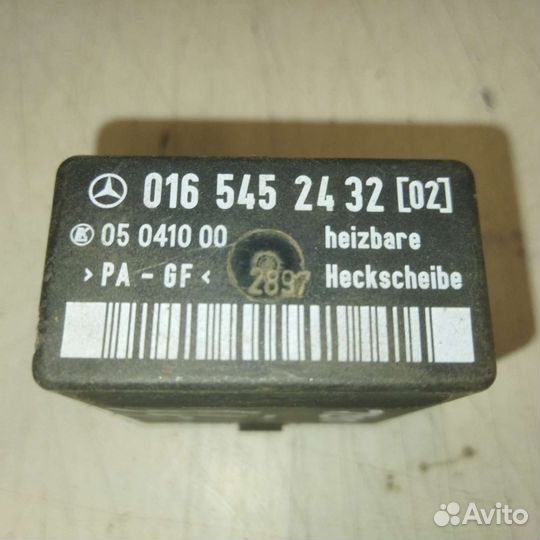 016 545 24 32 [02]
05 0410 00 heizbare
>PA-GF< 2897 Heckscheibe
Avito